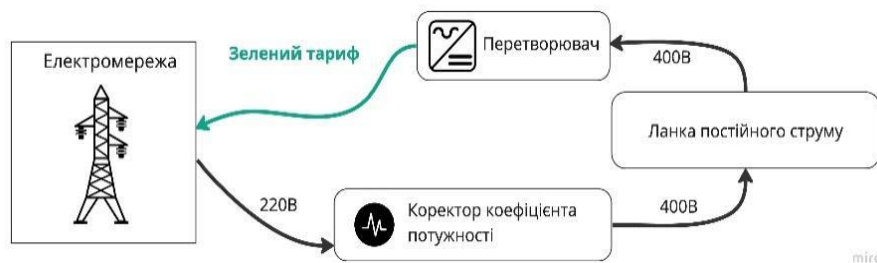 Електромережа
Зелений тариф
Перетворювач
400В
Ланка постійного струму
220В
Коректор коефіцієнта
потужності
400В
miro